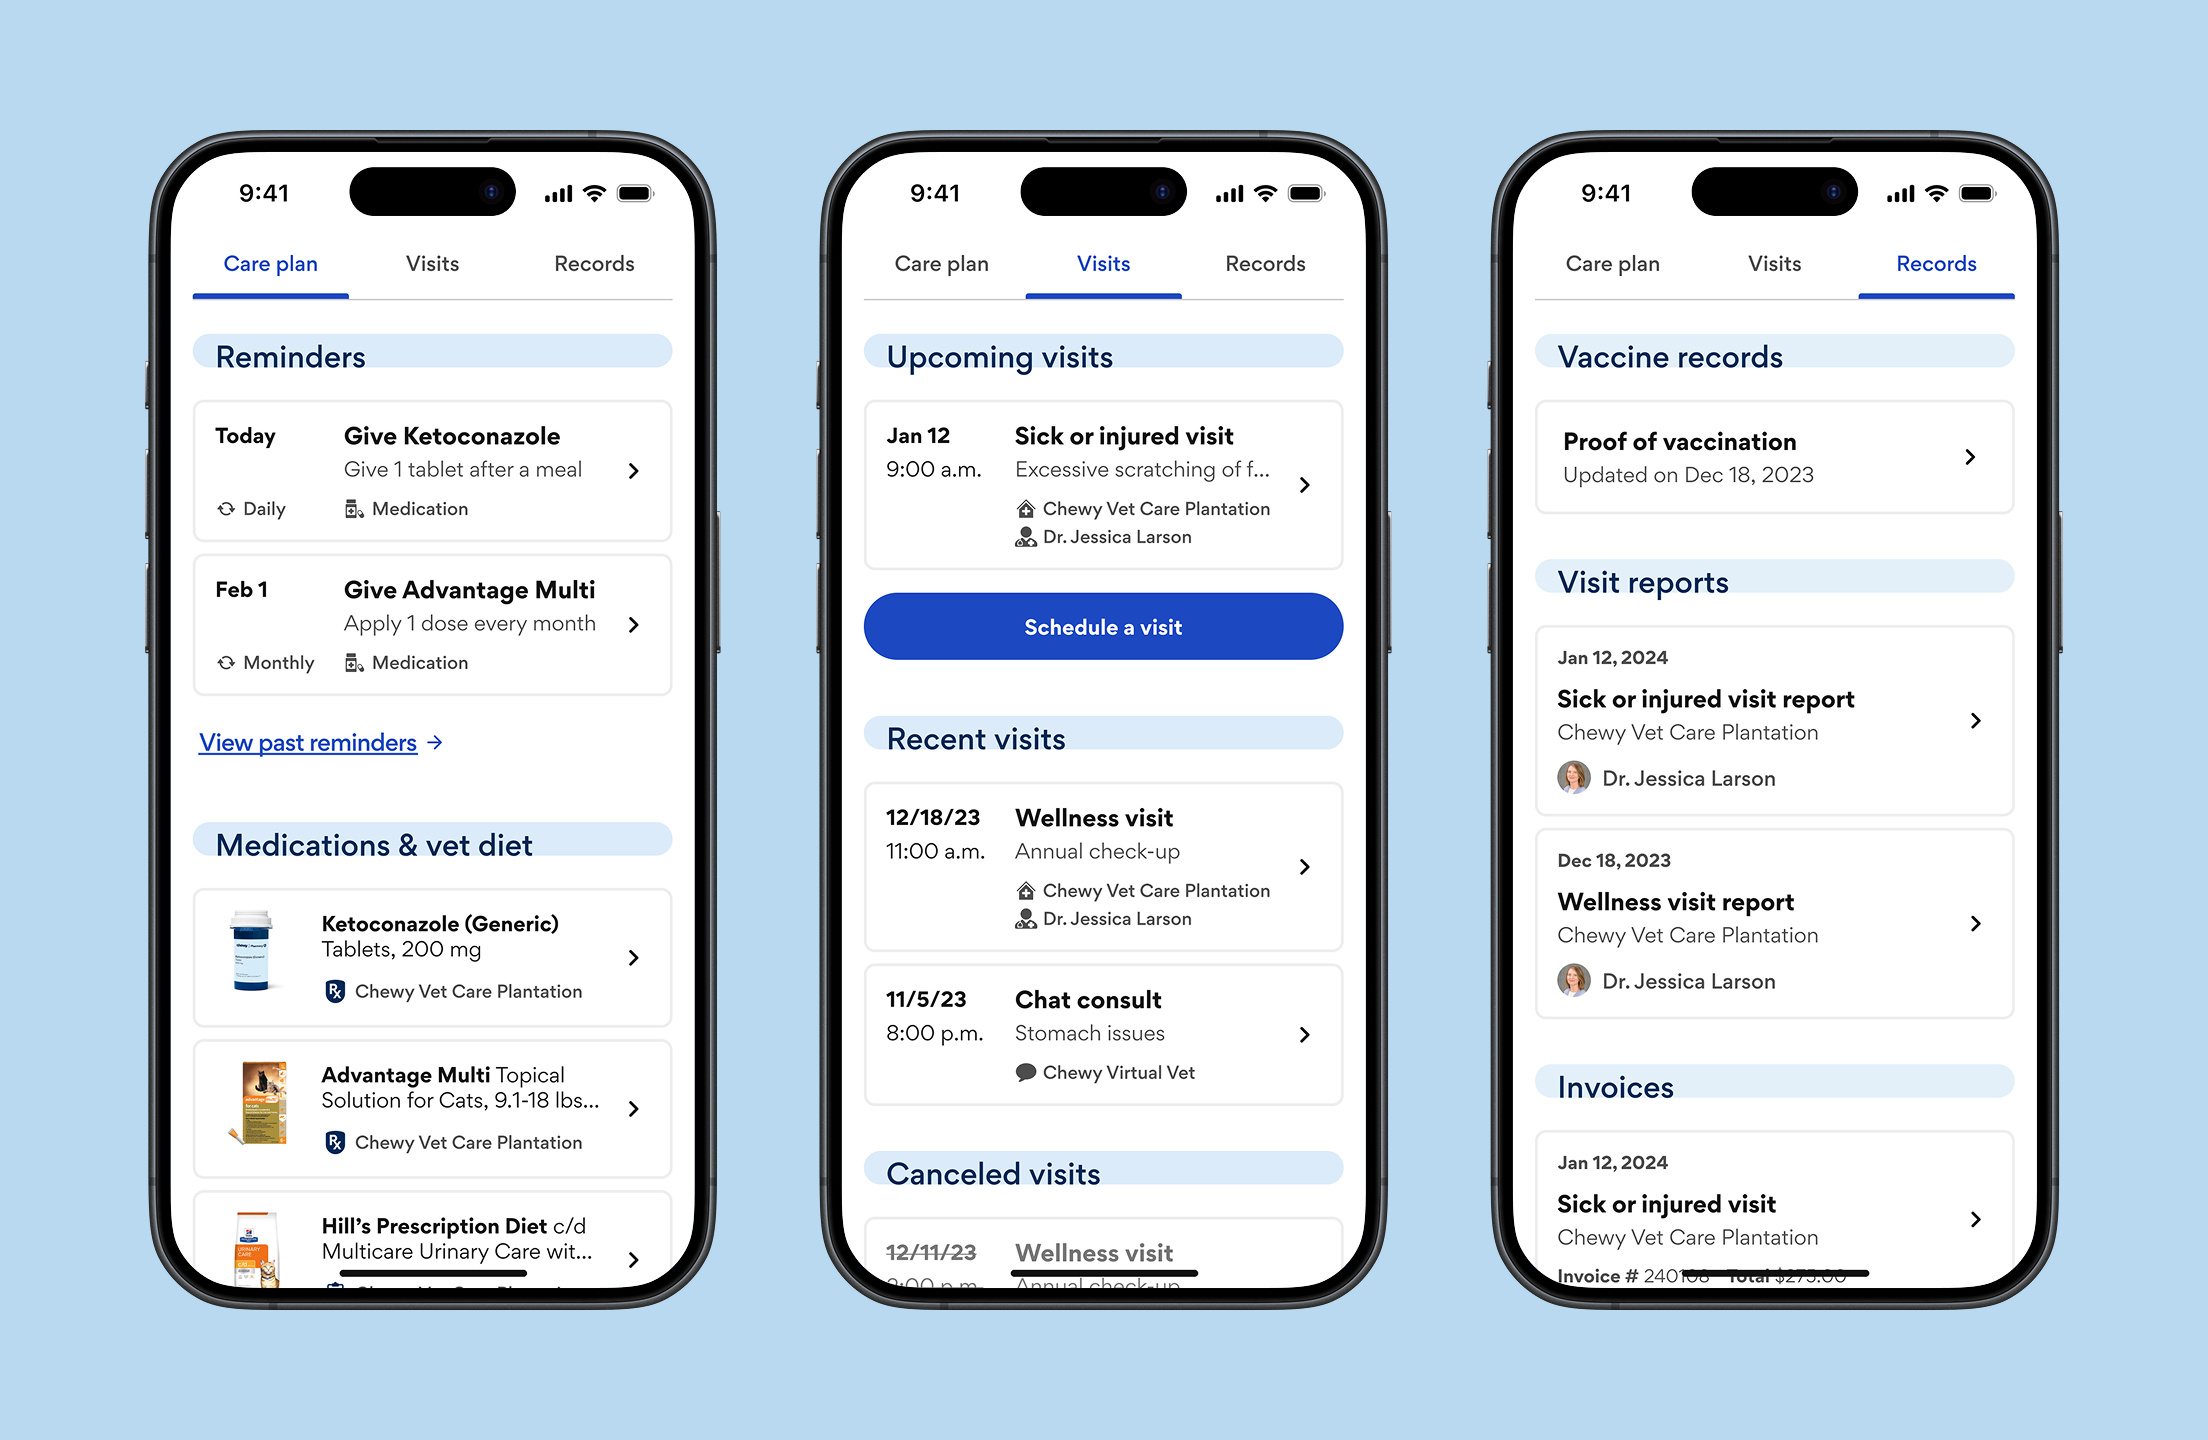 9:41
Care plan
Visits
Records
Reminders
Today
Give Ketoconazole
Give 1 tablet after a meal
Daily
Medication
Feb 1
Give Advantage Multi
Apply 1 dose every month
Monthly
Medication
View past reminders →
Medications & vet diet
Ketoconazole (Generic)
Tablets, 200 mg
Rx Chewy Vet Care Plantation
Advantage Multi Topical
Solution for Cats, 9.1-18 lbs...
Rx Chewy Vet Care Plantation
URINARY
CARE
c/d
Hill's Prescription Diet c/d
Multicare Urinary Care wit...
9:41
Care plan
Visits
Records
Upcoming visits
Jan 12
9:00 a.m.
Sick or injured visit
Excessive scratching of f...
Chewy Vet Care Plantation
Dr. Jessica Larson
Schedule a visit
Recent visits
12/18/23
11:00 a.m.
Wellness visit
Annual check-up
Chewy Vet Care Plantation
Dr. Jessica Larson
11/5/23
8:00 p.m.
Chat consult
Stomach issues
Chewy Virtual Vet
Canceled visits
12/11/23
Wellness visit
Annual check-up
9:41
Care plan
Visits
Records
Vaccine records
Proof of vaccination
Updated on Dec 18, 2023
Visit reports
Jan 12, 2024
Sick or injured visit report
Chewy Vet Care Plantation
Dr. Jessica Larson
Dec 18, 2023
Wellness visit report
Chewy Vet Care Plantation
Dr. Jessica Larson
Invoices
Jan 12, 2024
Sick or injured visit
Chewy Vet Care Plantation
Invoice # 240108 Total $275.00